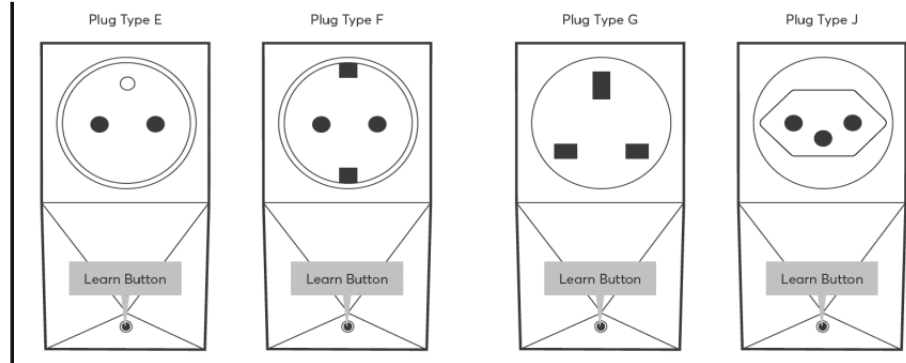 Plug Type E
Plug Type F
Plug Type G
Plug Type J
Learn Button
Learn Button
Learn Button
Learn Button